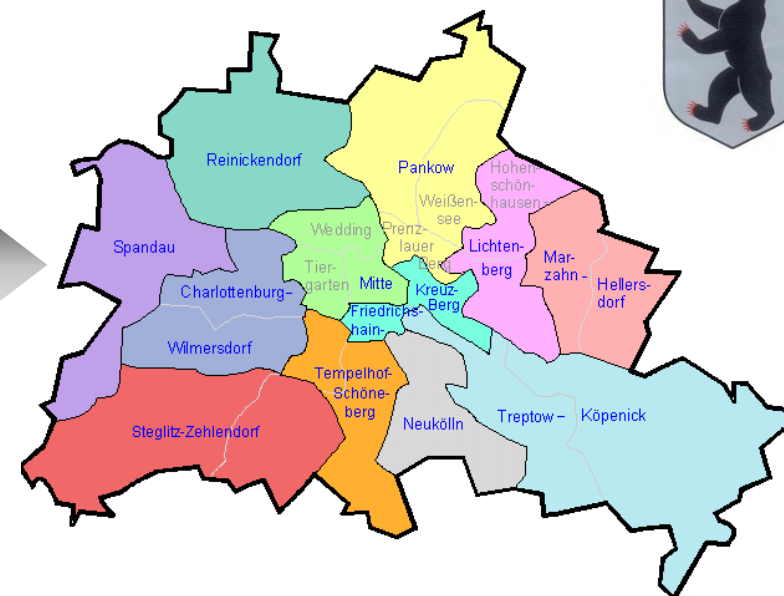 Reinickendorf
Pankow
Hohen-
schön-
hausen-
Weißen-
see
Wedding
Prenz-
lauer
Berg
Spandau
Lichten-
berg
Mar-
zahn-
Hellers-
dorf
Tier-
garten
Mitte
Charlottenburg-
Wilmersdorf
Kreuz-
Berg
Friedrichs-
hain-
Tempelhof-
Schöne-
berg
Neukölln
Treptow – Köpenick
Steglitz-Zehlendorf